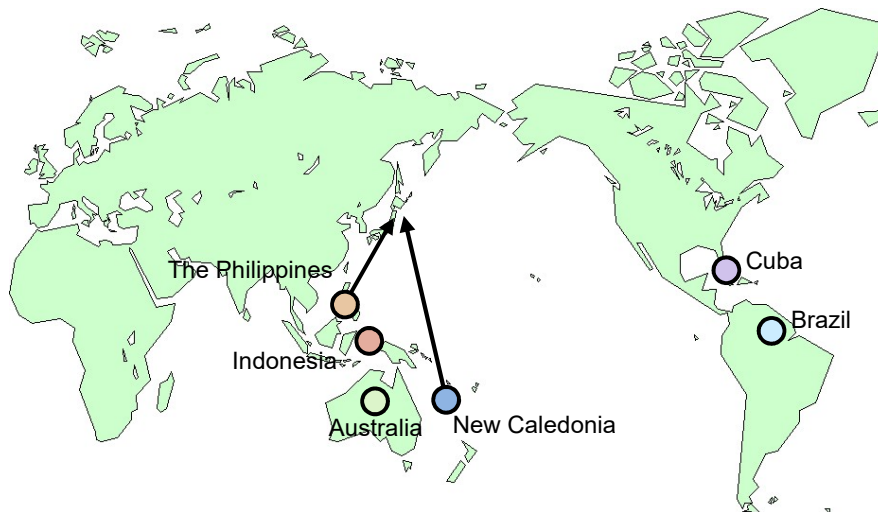 Cuba
The Philippines
Brazil
Indonesia
Australia
New Caledonia